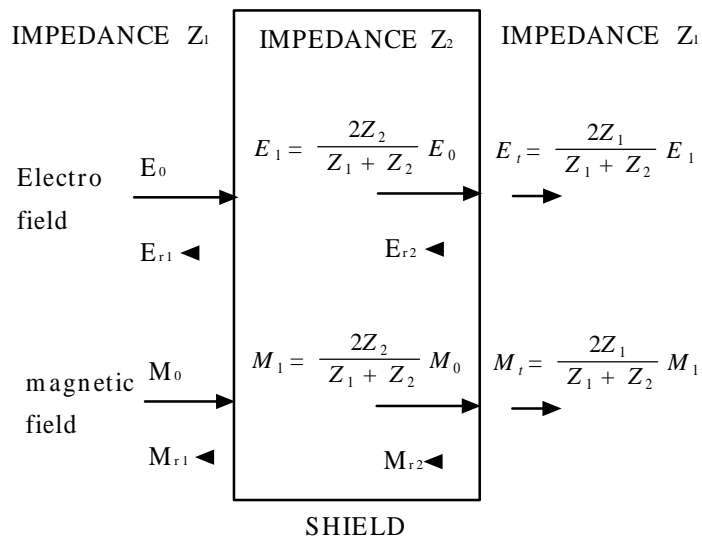 IMPEDANCE Z₁ IMPEDANCE Z₂ IMPEDANCE Z₁
Electro
field
E₀
E₁ = 2Z₂ / (Z₁ + Z₂) E₀
Eₜ = 2Z₁ / (Z₁ + Z₂) E₁
Eᵣ₁
Eᵣ₂
magnetic
field
M₀
M₁ = 2Z₂ / (Z₁ + Z₂) M₀
Mₜ = 2Z₁ / (Z₁ + Z₂) M₁
Mᵣ₁
Mᵣ₂
SHIELD